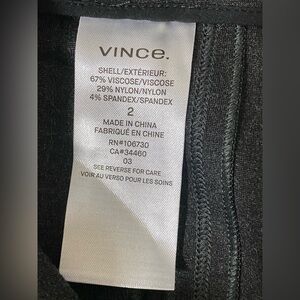 VINCE.
SHELL/EXTÉRIEUR:
67% VISCOSE/VISCOSE
29% NYLON/NYLON
4% SPANDEX/SPANDEX
2
MADE IN CHINA
FABRIQUÉ EN CHINE
RN#106730
CA#34460
03
SEE REVERSE FOR CARE
VOIR AU VERSO POUR LES SOINS